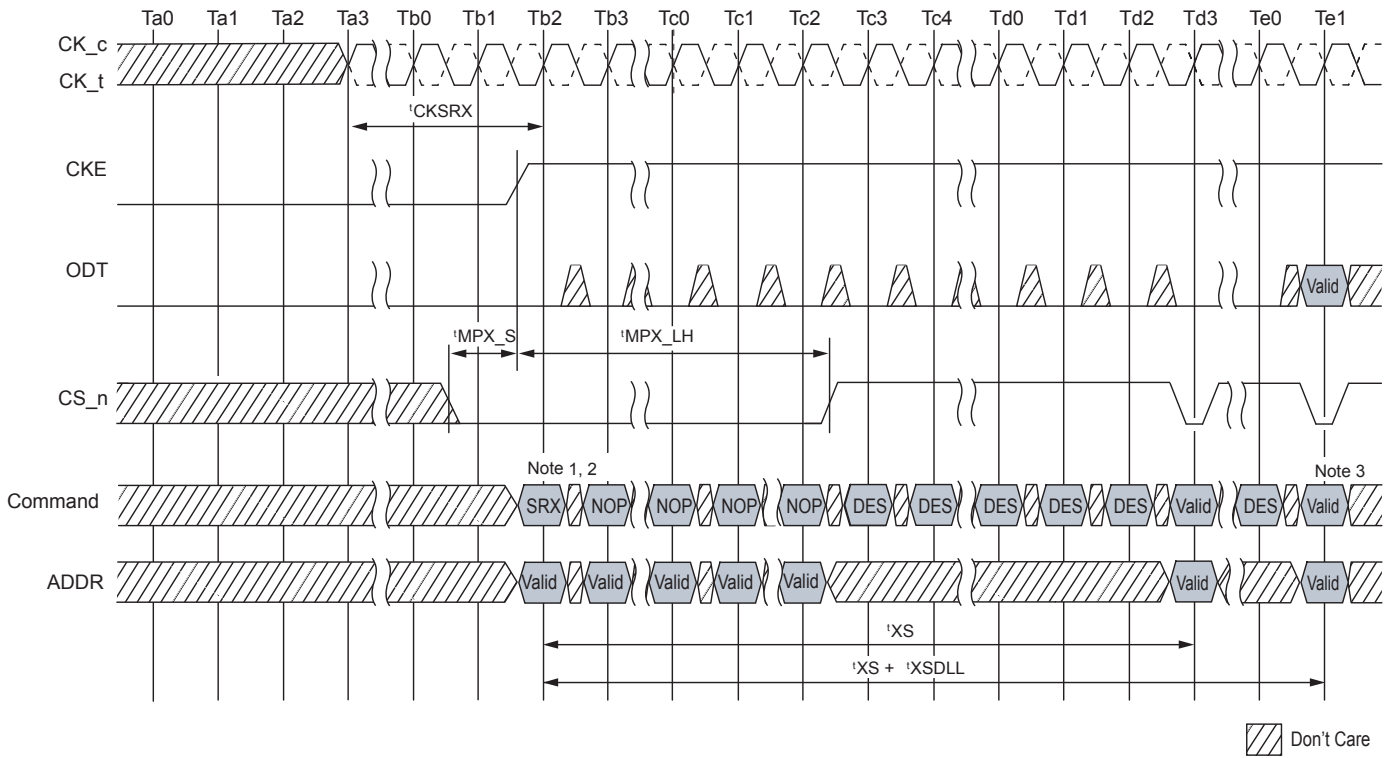 Ta0 Ta1 Ta2 Ta3 Tb0 Tb1 Tb2 Tb3 Tc0 Tc1 Tc2 Tc3 Tc4 Td0 Td1 Td2 Td3 Te0 Te1
CK_c
CK_t
tCKSRX
CKE
ODT
Valid
tMPX_S tMPX_LH
CS_n
Note 1, 2 Note 3
Command SRX NOP NOP NOP NOP DES DES DES DES DES Valid DES Valid
ADDR Valid Valid Valid Valid Valid Valid Valid
tXS
tXS + tXSDLL
Don't Care